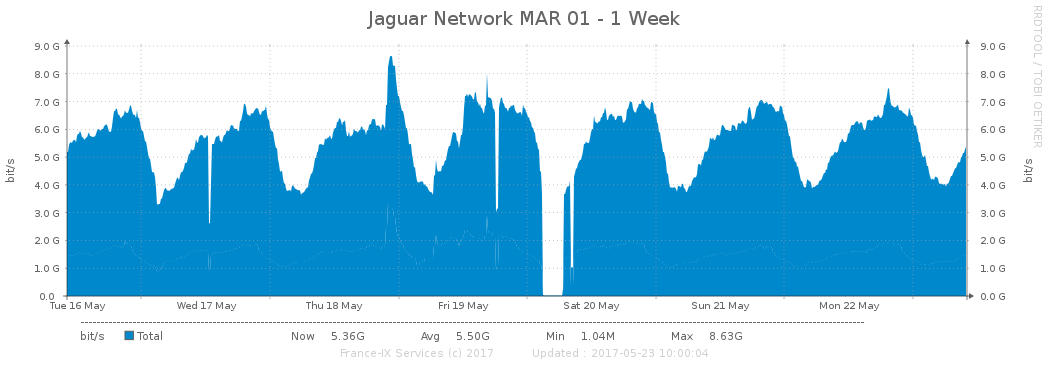 Jaguar Network MAR 01 - 1 Week
RRDTOOL / TOBI OETIKER
bit/s
bit/s
9.0 G 9.0 G
8.0 G 8.0 G
7.0 G 7.0 G
6.0 G 6.0 G
5.0 G 5.0 G
4.0 G 4.0 G
3.0 G 3.0 G
2.0 G 2.0 G
1.0 G 1.0 G
0.0 0.0 G
Tue 16 May Wed 17 May Thu 18 May Fri 19 May Sat 20 May Sun 21 May Mon 22 May
bit/s Total Now 5.36G Avg 5.50G Min 1.04M Max 8.63G
France-IX Services (c) 2017 Updated : 2017-05-23 10:00:04